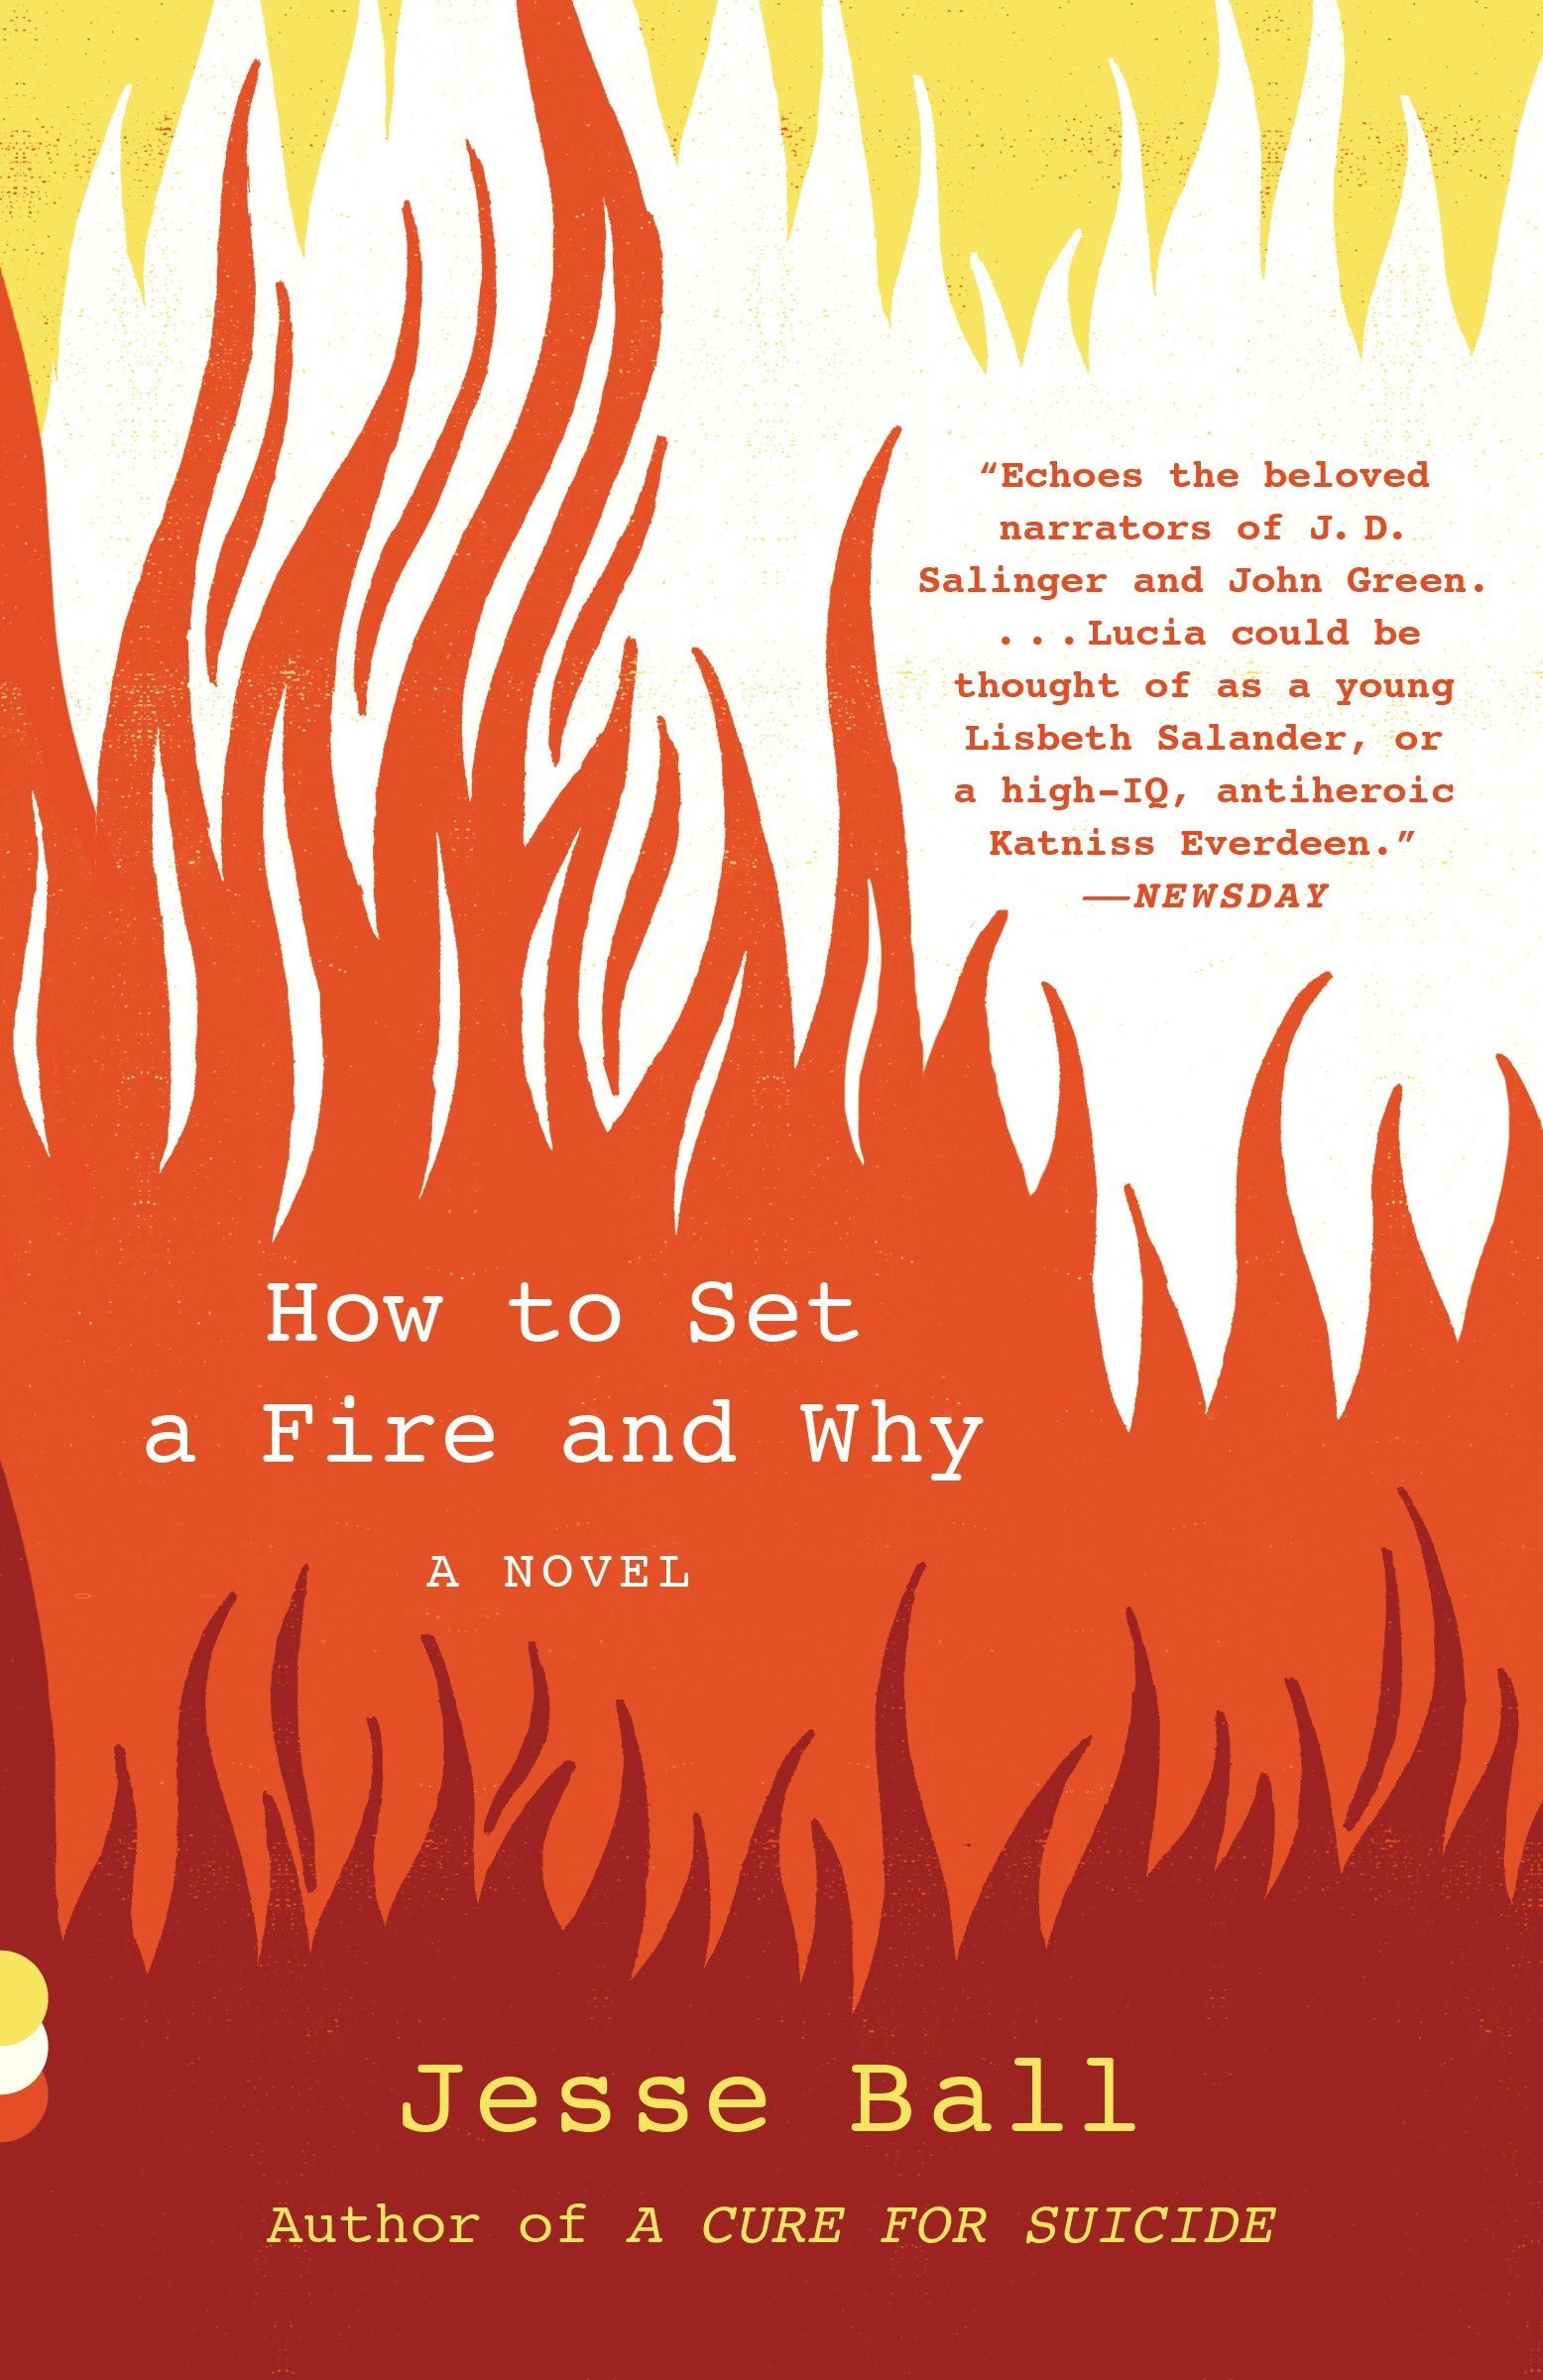 “Echoes the beloved
narrators of J. D.
Salinger and John Green.
. . . Lucia could be
thought of as a young
Lisbeth Salander, or
a high-IQ, antiheroic
Katniss Everdeen.”
—NEWSDAY
How to Set
a Fire and Why
A NOVEL
Jesse Ball
Author of A CURE FOR SUICIDE